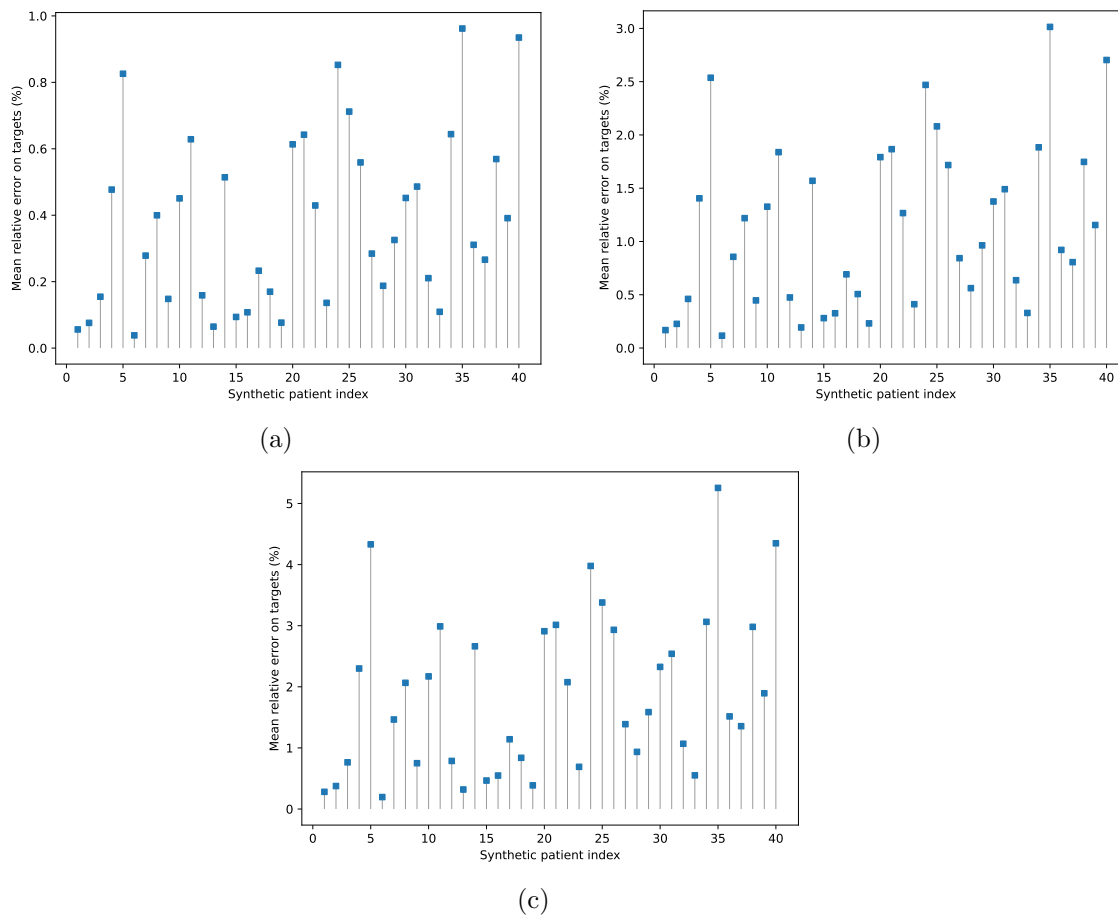 Mean relative error on targets (%)
1.0
0.8
0.6
0.4
0.2
0.0
0 5 10 15 20 25 30 35 40
Synthetic patient index
(a)
Mean relative error on targets (%)
3.0
2.5
2.0
1.5
1.0
0.5
0.0
0 5 10 15 20 25 30 35 40
Synthetic patient index
(b)
Mean relative error on targets (%)
5
4
3
2
1
0
0 5 10 15 20 25 30 35 40
Synthetic patient index
(c)